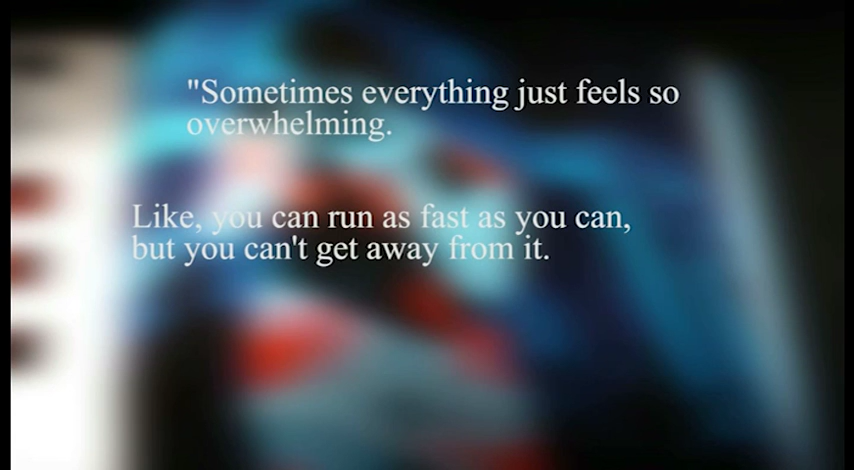 "Sometimes everything just feels so
overwhelming.
Like, you can run as fast as you can,
but you can't get away from it.